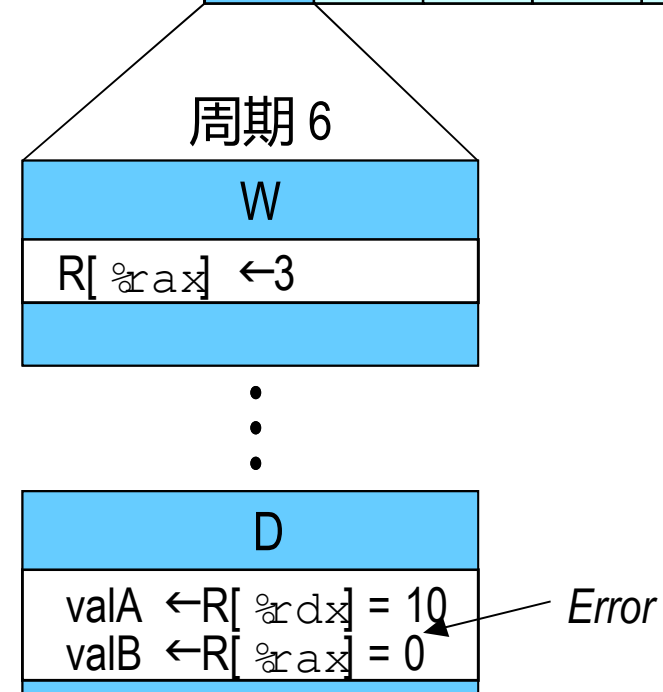 周期 6
W
R[ %rax] ←3
D
valA ←R[ %rdx] = 10
valB ←R[ %rax] = 0
Error